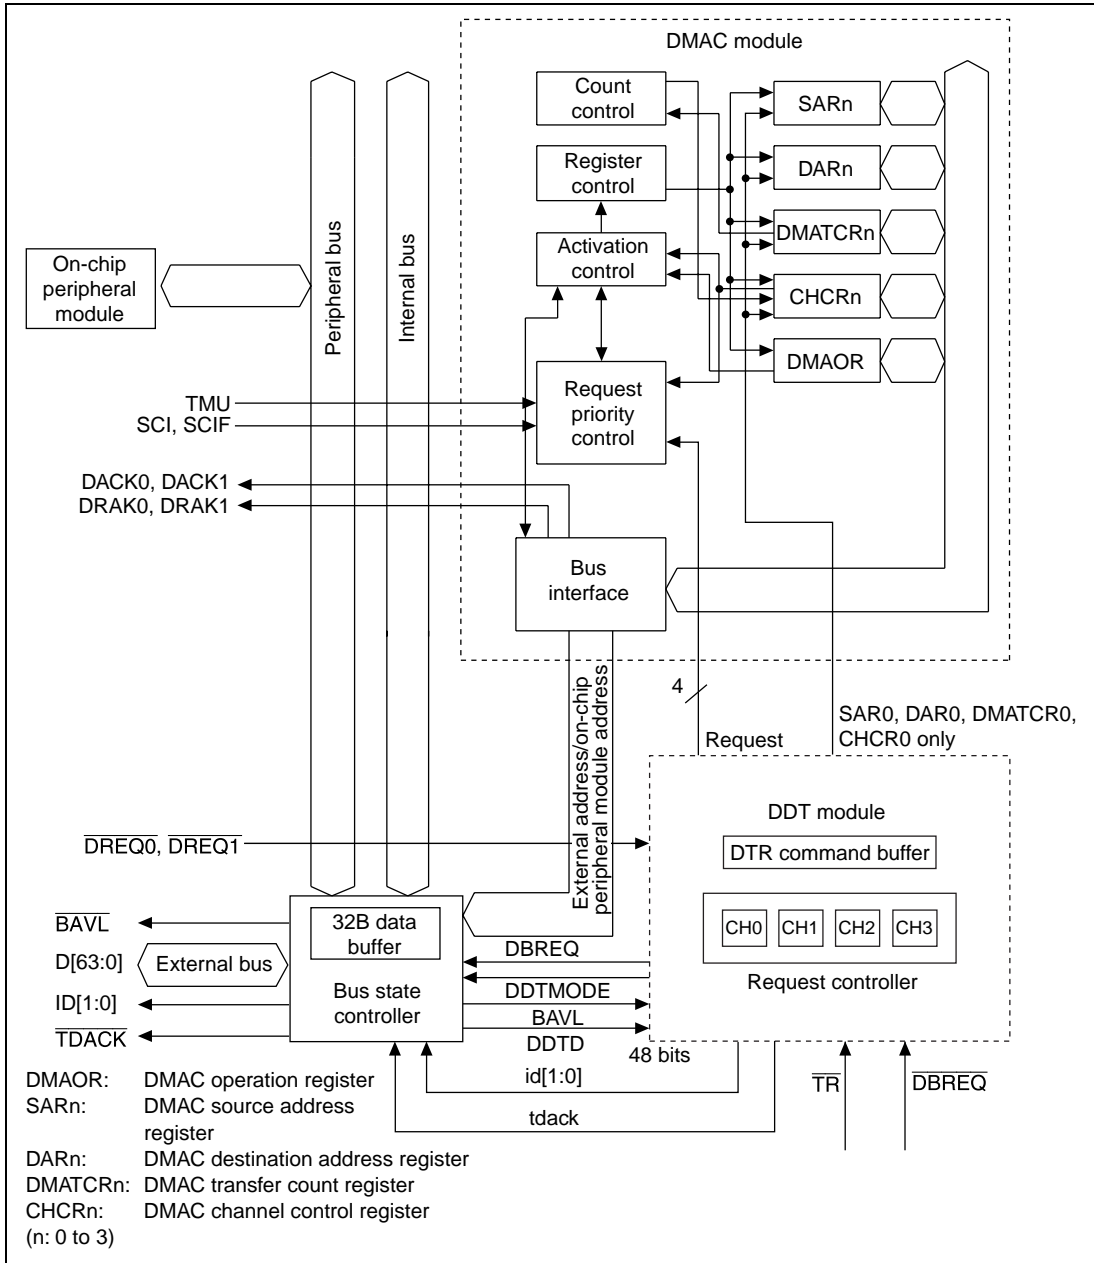 DMAC module
Count control
SARn
Register control
DARn
DMATCRn
Activation control
CHCRn
DMAOR
On-chip peripheral module
Peripheral bus
Internal bus
Request priority control
TMU
SCI, SCIF
DACK0, DACK1
DRAK0, DRAK1
Bus interface
External address/on-chip peripheral module address
4
Request
SAR0, DAR0, DMATCR0,
CHCR0 only
DDT module
DTR command buffer
CH0 CH1 CH2 CH3
Request controller
DREQ0, DREQ1
BAVL
D[63:0]
External bus
ID[1:0]
TDACK
32B data buffer
Bus state controller
DBREQ
DDTMODE
BAVL
DDTD
48 bits
id[1:0]
tdack
TR
DBREQ
DMAOR: DMAC operation register
SARn: DMAC source address
register
DARn: DMAC destination address register
DMATCRn: DMAC transfer count register
CHCRn: DMAC channel control register
(n: 0 to 3)